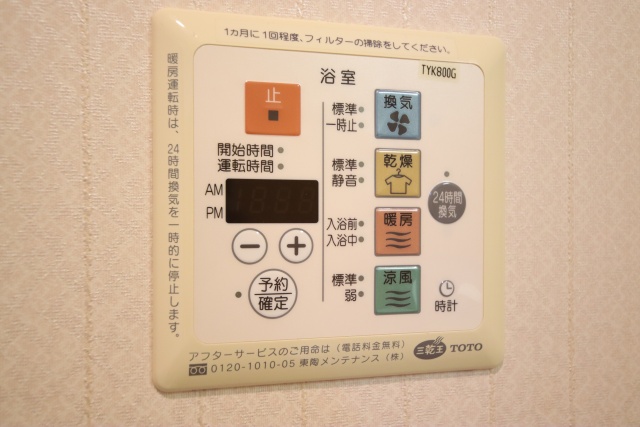 1ヵ月に1回程度、フィルターの掃除をしてください。
暖房運転時は、24時間換気を一時的に停止します。
浴室
TYK800G
止
換気
標準
一時止
開始時間
運転時間
乾燥
標準
静音
AM
PM
24時間
換気
暖房
入浴前
入浴中
予約
確定
涼風
標準
弱
時計
アフターサービスのご用命は（電話料金無料）
0120-1010-05 東陶メンテナンス（株）
三乾王 TOTO